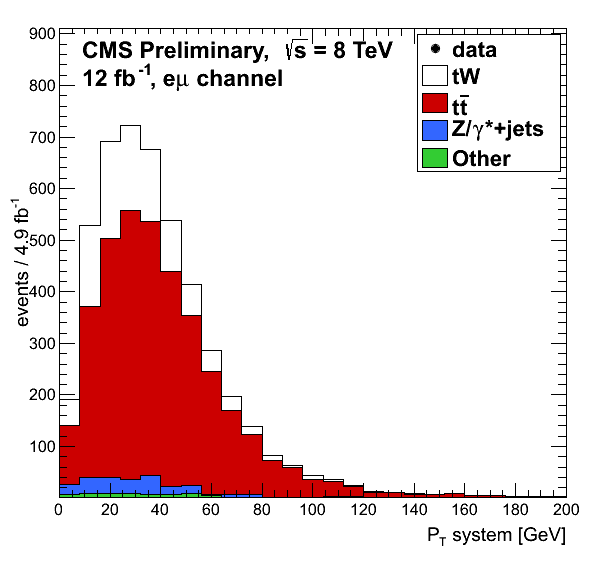 CMS Preliminary, √s = 8 TeV
12 fb⁻¹, eμ channel
data
tW
tt̄
Z/γ*+jets
Other
events / 4.9 fb⁻¹
900
800
700
600
500
400
300
200
100
0 20 40 60 80 100 120 140 160 180 200
P_T system [GeV]